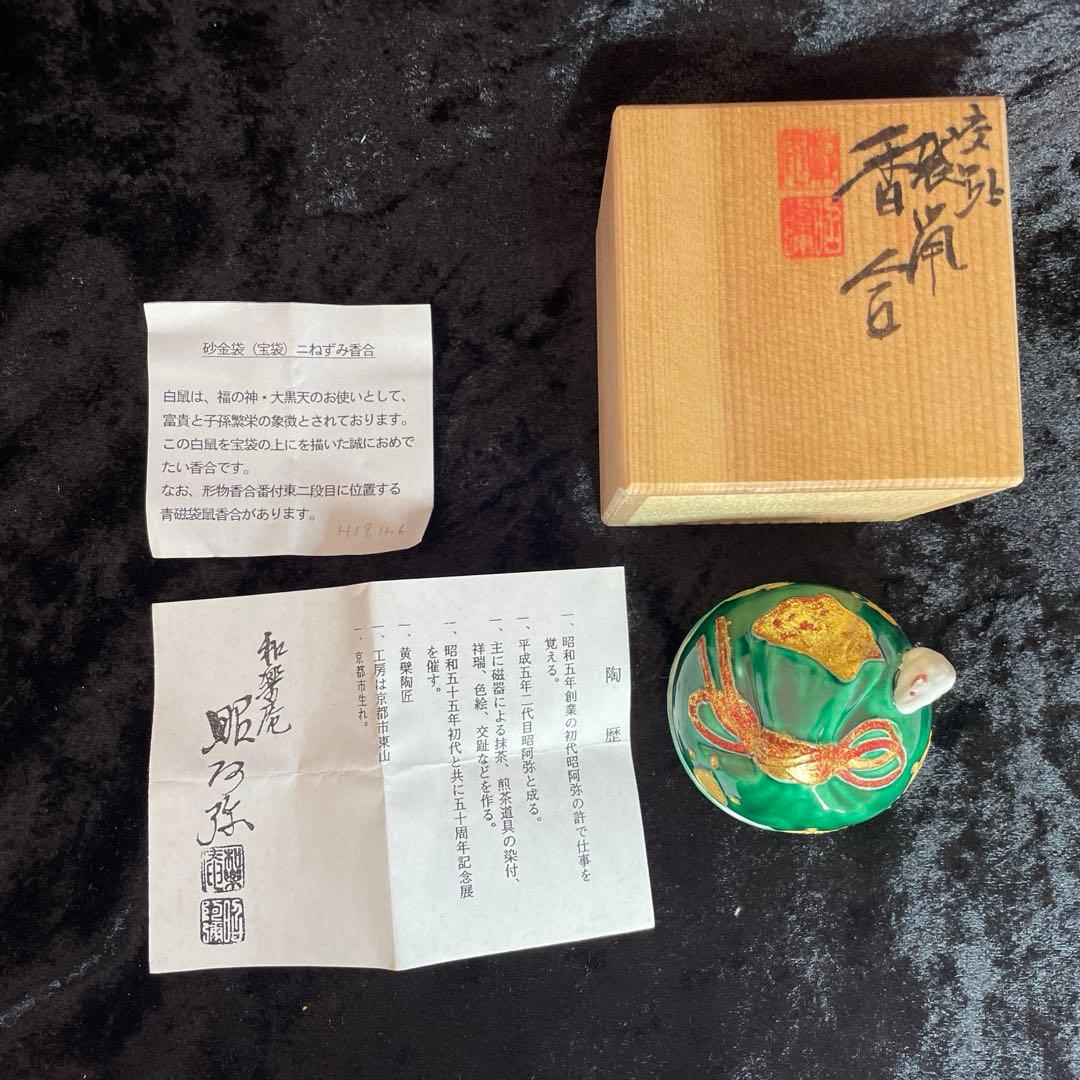 交趾
袋鼠
香合
砂金袋（宝袋）ニねずみ香合
白鼠は、福の神・大黒天のお使いとして、
富貴と子孫繁栄の象徴とされております。
この白鼠を宝袋の上にを描いた誠におめで
たい香合です。
なお、形物香合番付東二段目に位置する
青磁袋鼠香合があります。
H19.12.6
陶歴
一、昭和五年創業の初代昭阿弥の許で仕事を
覚える。
一、平成五年二代目昭阿弥と成る。
一、主に磁器による抹茶、煎茶道具の染付、
祥瑞、色絵、交趾などを作る。
一、昭和五十五年初代と共に五十周年記念展
を催す。
一、黄檗陶匠
一、工房は京都市東山
一、京都市生れ。
和楽庵
昭阿弥
和楽庵
昭阿弥